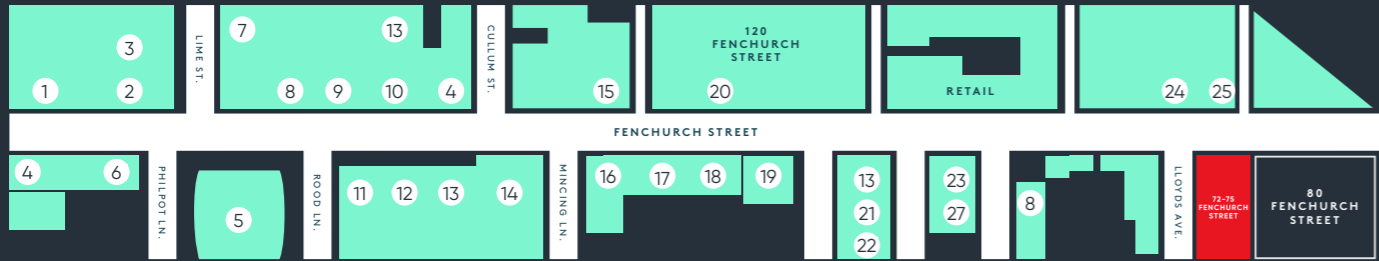 7
13
3
1
2
LIME ST.
8
9
10
4
CULLUM ST.
15
120
FENCHURCH
STREET
20
RETAIL
24
25
FENCHURCH STREET
4
6
PHILPOT LN.
5
ROOD LN.
11
12
13
14
MINCING LN.
16
17
18
19
13
21
22
23
27
8
LLOYDS AVE.
72-75
FENCHURCH
STREET
80
FENCHURCH
STREET